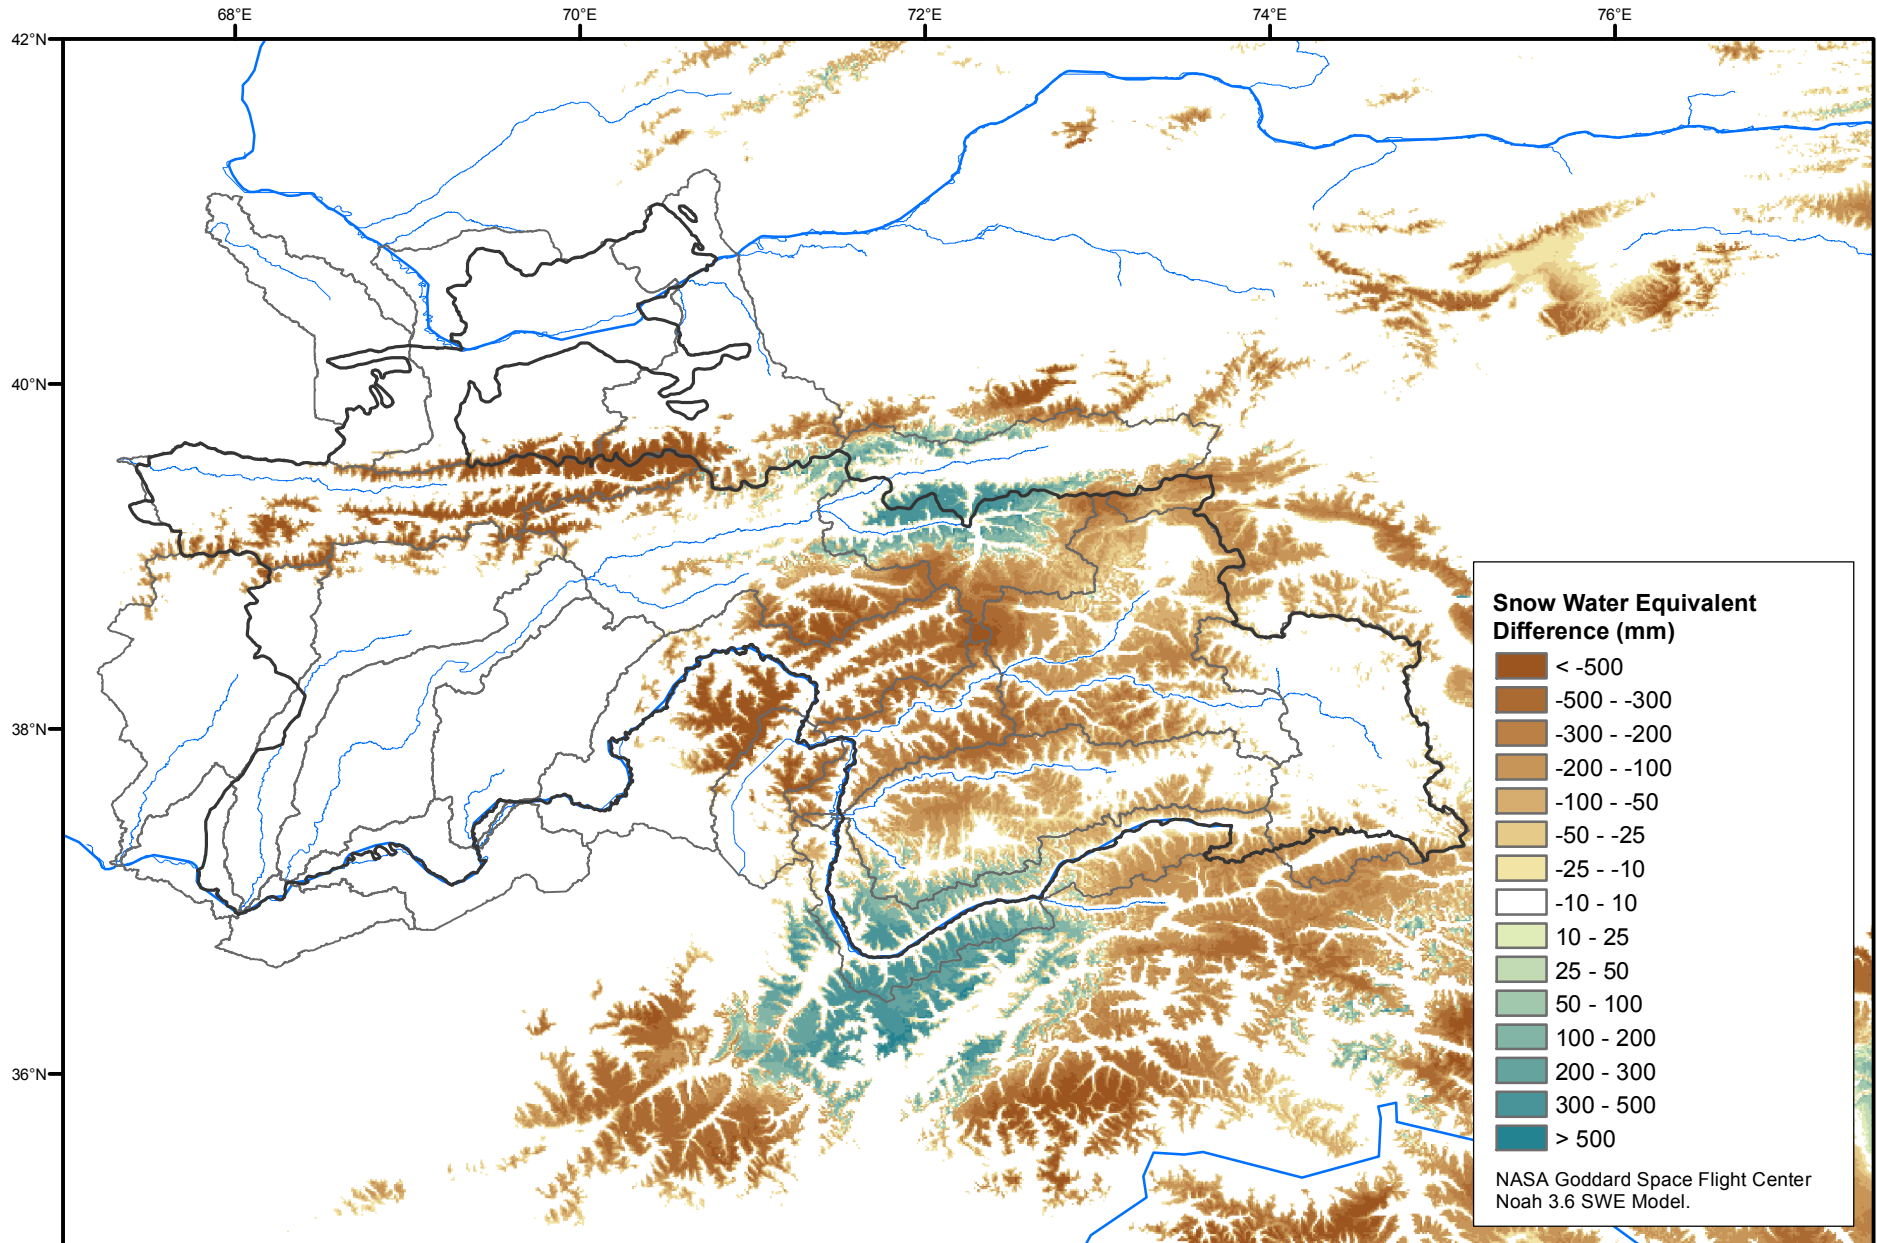 68°E
70°E
72°E
74°E
76°E
42°N
40°N
38°N
36°N
Snow Water Equivalent
Difference (mm)
< -500
-500 - -300
-300 - -200
-200 - -100
-100 - -50
-50 - -25
-25 - -10
-10 - 10
10 - 25
25 - 50
50 - 100
100 - 200
200 - 300
300 - 500
> 500
NASA Goddard Space Flight Center
Noah 3.6 SWE Model.